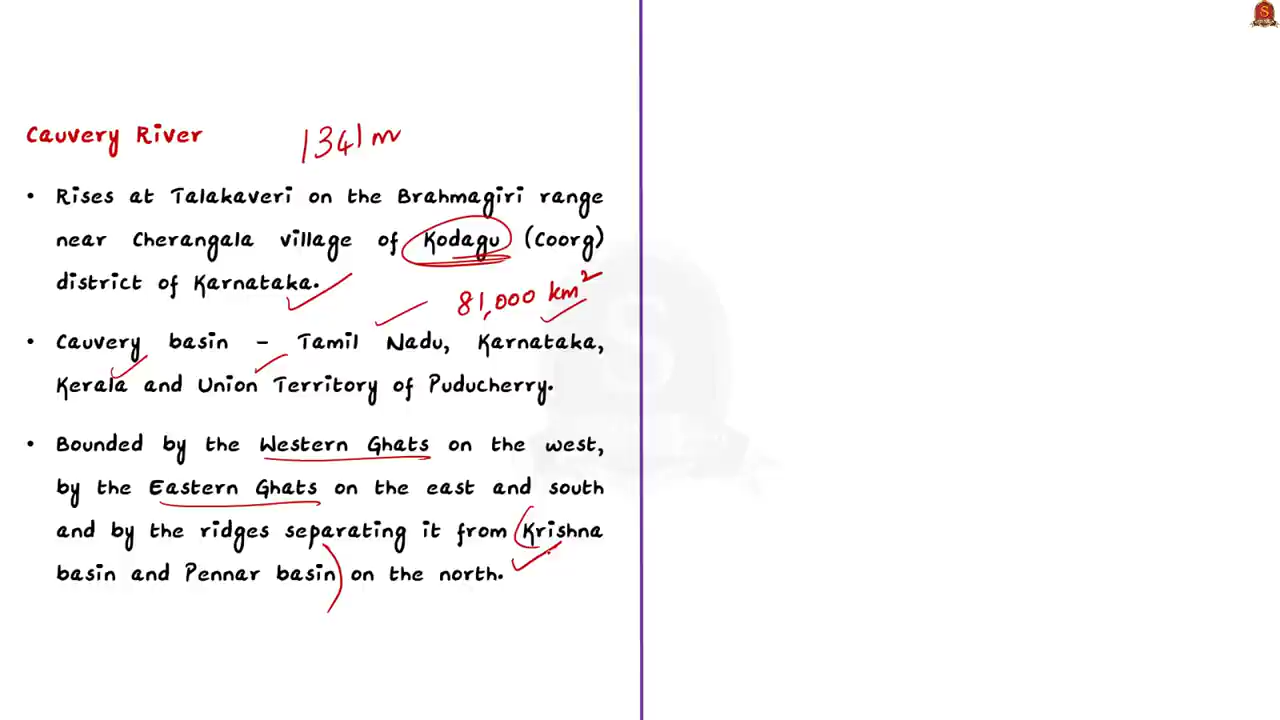 Cauvery River 1341 m
• Rises at Talakaveri on the Brahmagiri range
near Cherangala village of Kodagu (Coorg)
district of Karnataka.
81,000 km²
• Cauvery basin – Tamil Nadu, Karnataka,
Kerala and Union Territory of Puducherry.
• Bounded by the Western Ghats on the west,
by the Eastern Ghats on the east and south
and by the ridges separating it from (Krishna
basin and Pennar basin) on the north.
S
S